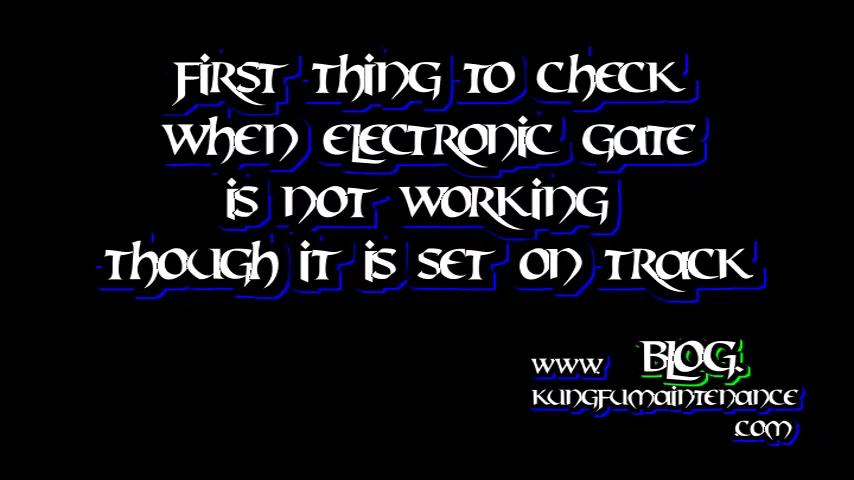 First thing to check
when electronic gate
is not working
though it is set on track
www. Blog.
kungfumaintenance
.com